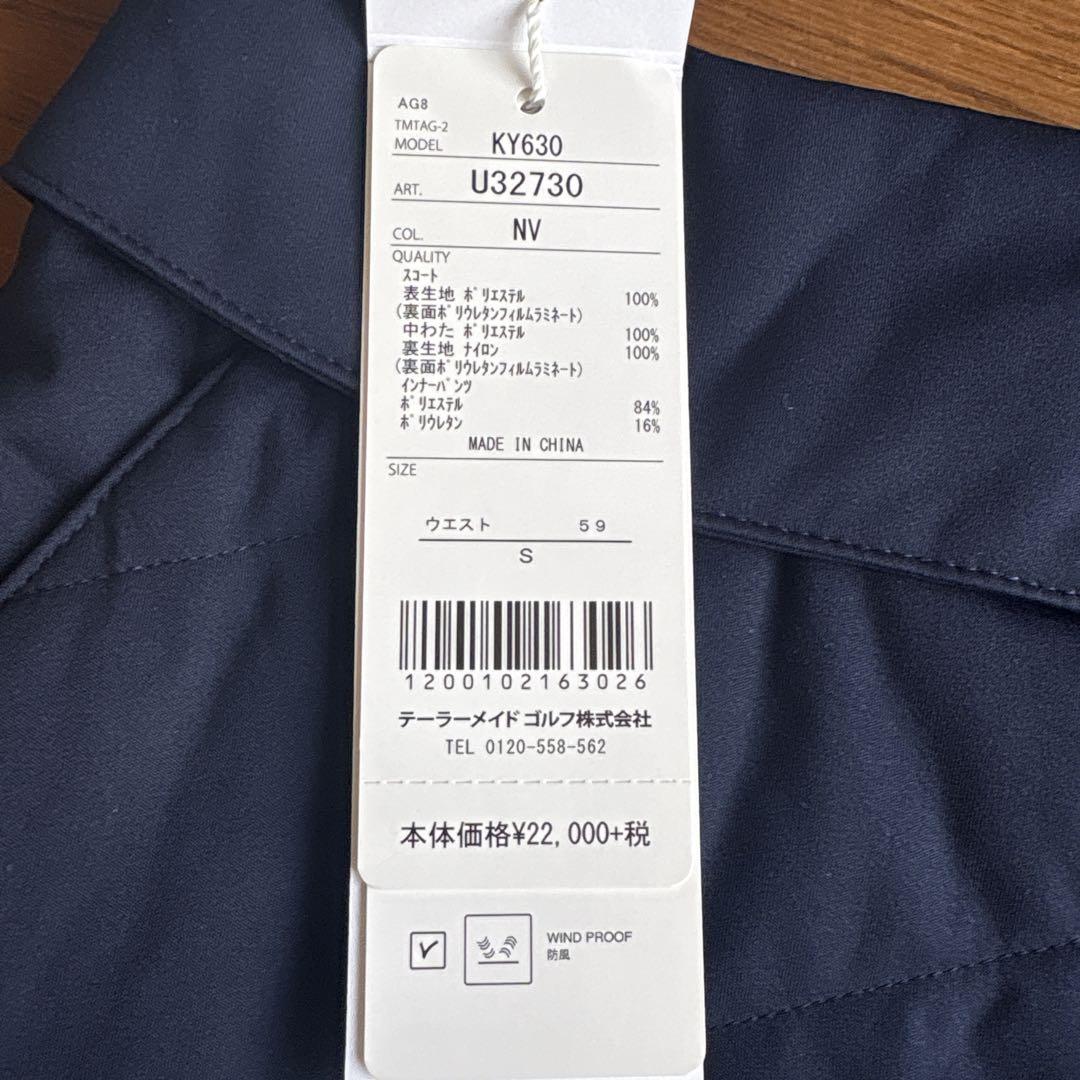 AG8
TMTAG-2
MODEL KY630
ART. U32730
COL. NV
QUALITY
ｽｺｰﾄ
表生地 ﾎﾟﾘｴｽﾃﾙ 100%
(裏面ﾎﾟﾘｳﾚﾀﾝﾌｨﾙﾑﾗﾐﾈｰﾄ)
中わた ﾎﾟﾘｴｽﾃﾙ 100%
裏生地 ﾅｲﾛﾝ 100%
(裏面ﾎﾟﾘｳﾚﾀﾝﾌｨﾙﾑﾗﾐﾈｰﾄ)
ｲﾝﾅｰﾊﾟﾝﾂ
ﾎﾟﾘｴｽﾃﾙ 84%
ﾎﾟﾘｳﾚﾀﾝ 16%
MADE IN CHINA
SIZE
ウエスト 59
S
1200102163026
テーラーメイド ゴルフ株式会社
TEL 0120-558-562
本体価格¥22,000+税
WIND PROOF
防風